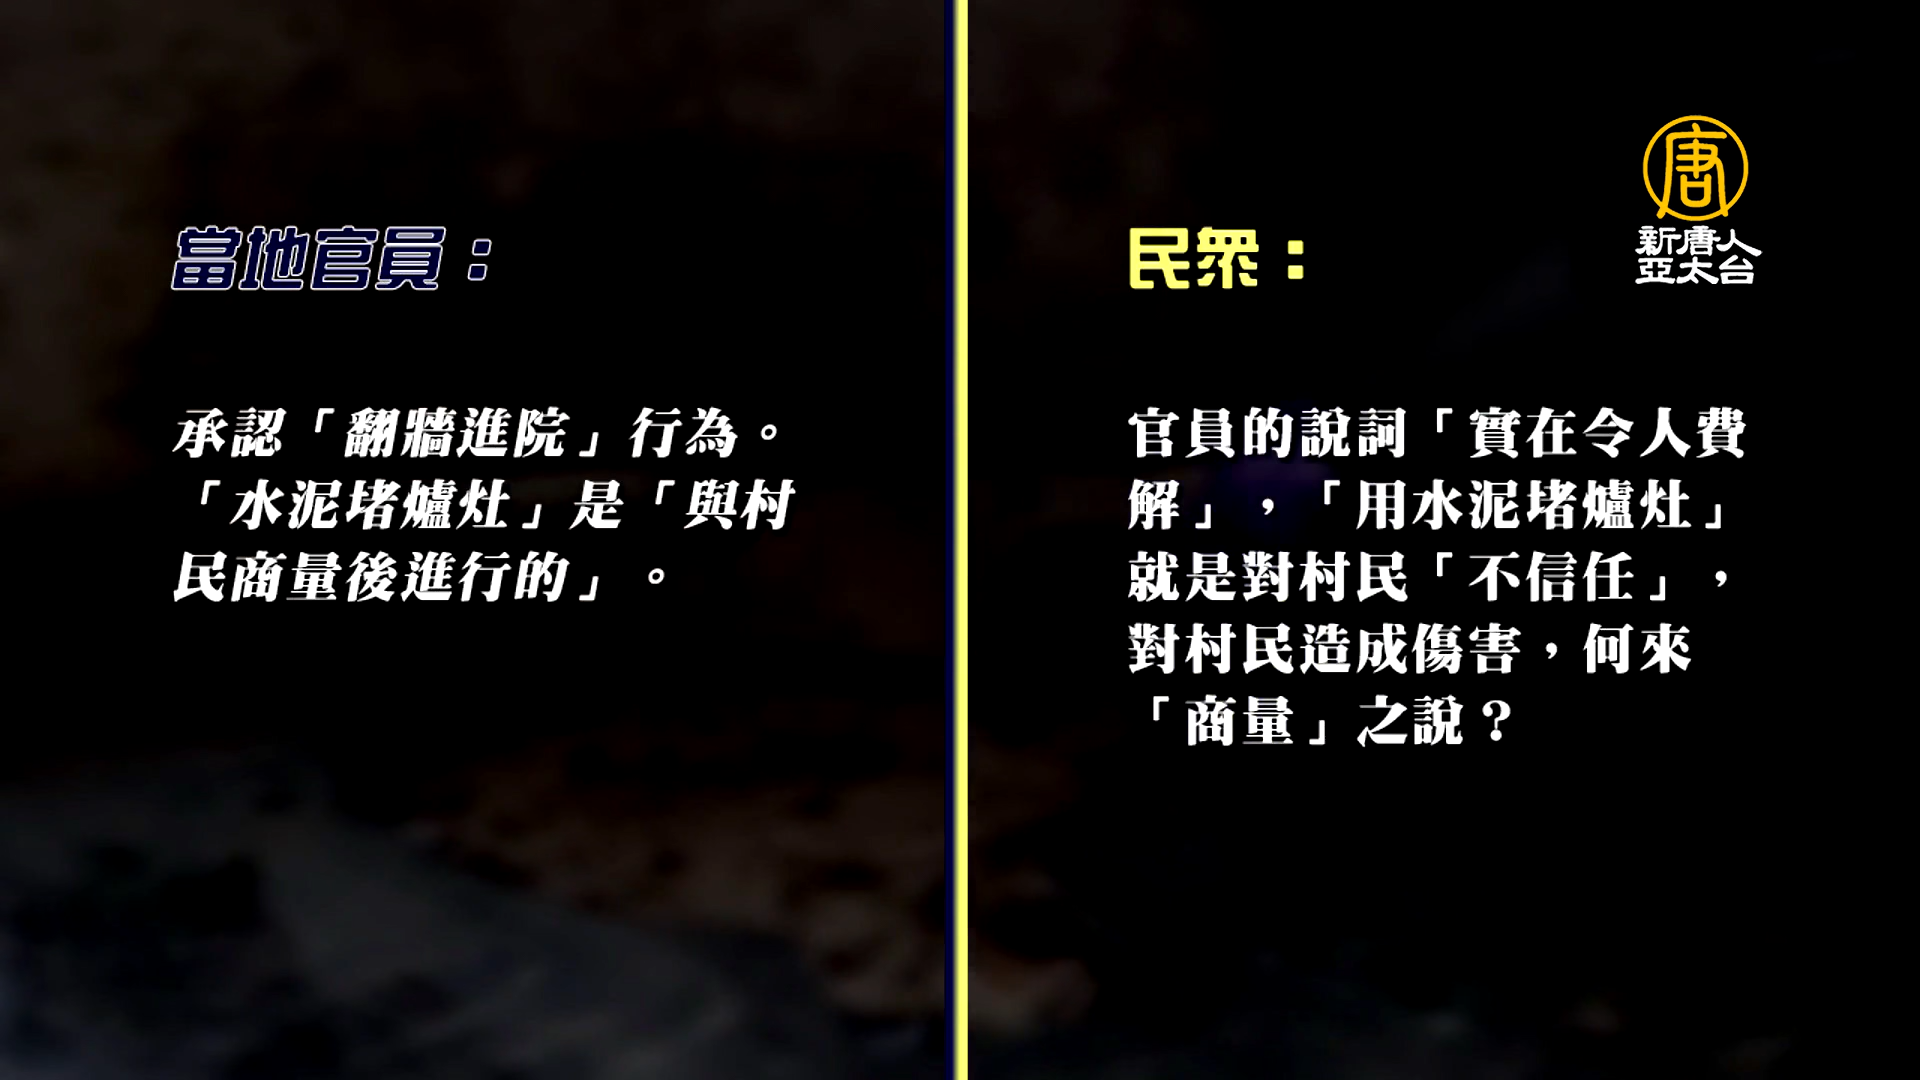 當地官員：
承認「翻牆進院」行為。
「水泥堵爐灶」是「與村
民商量後進行的」。
民眾：
官員的說詞「實在令人費
解」，「用水泥堵爐灶」
就是對村民「不信任」，
對村民造成傷害，何來
「商量」之說？
唐
新唐人
亞太台